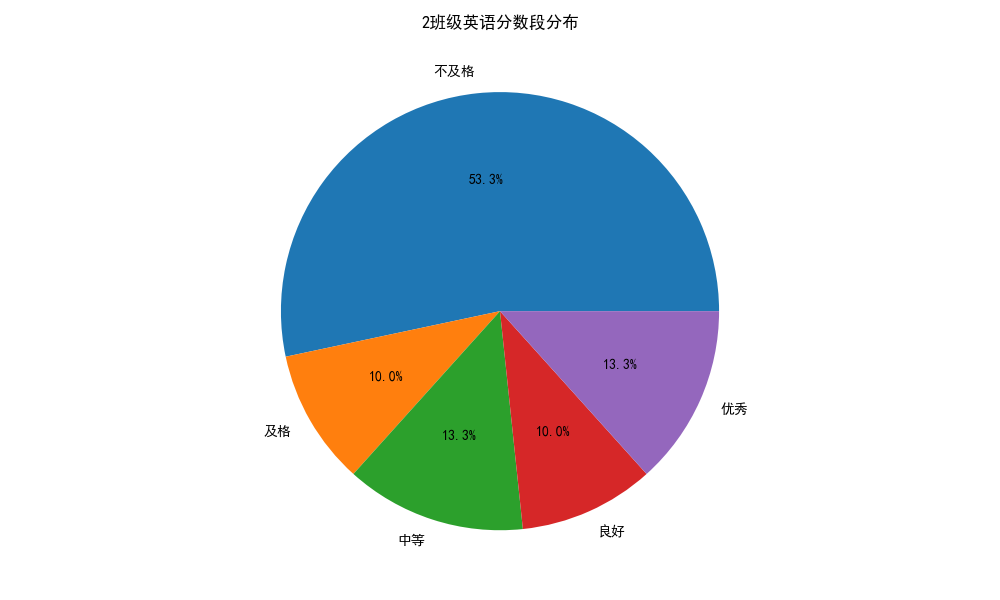 2班级英语分数段分布
不及格
53.3%
10.0%
13.3%
10.0%
13.3%
及格
中等
良好
优秀